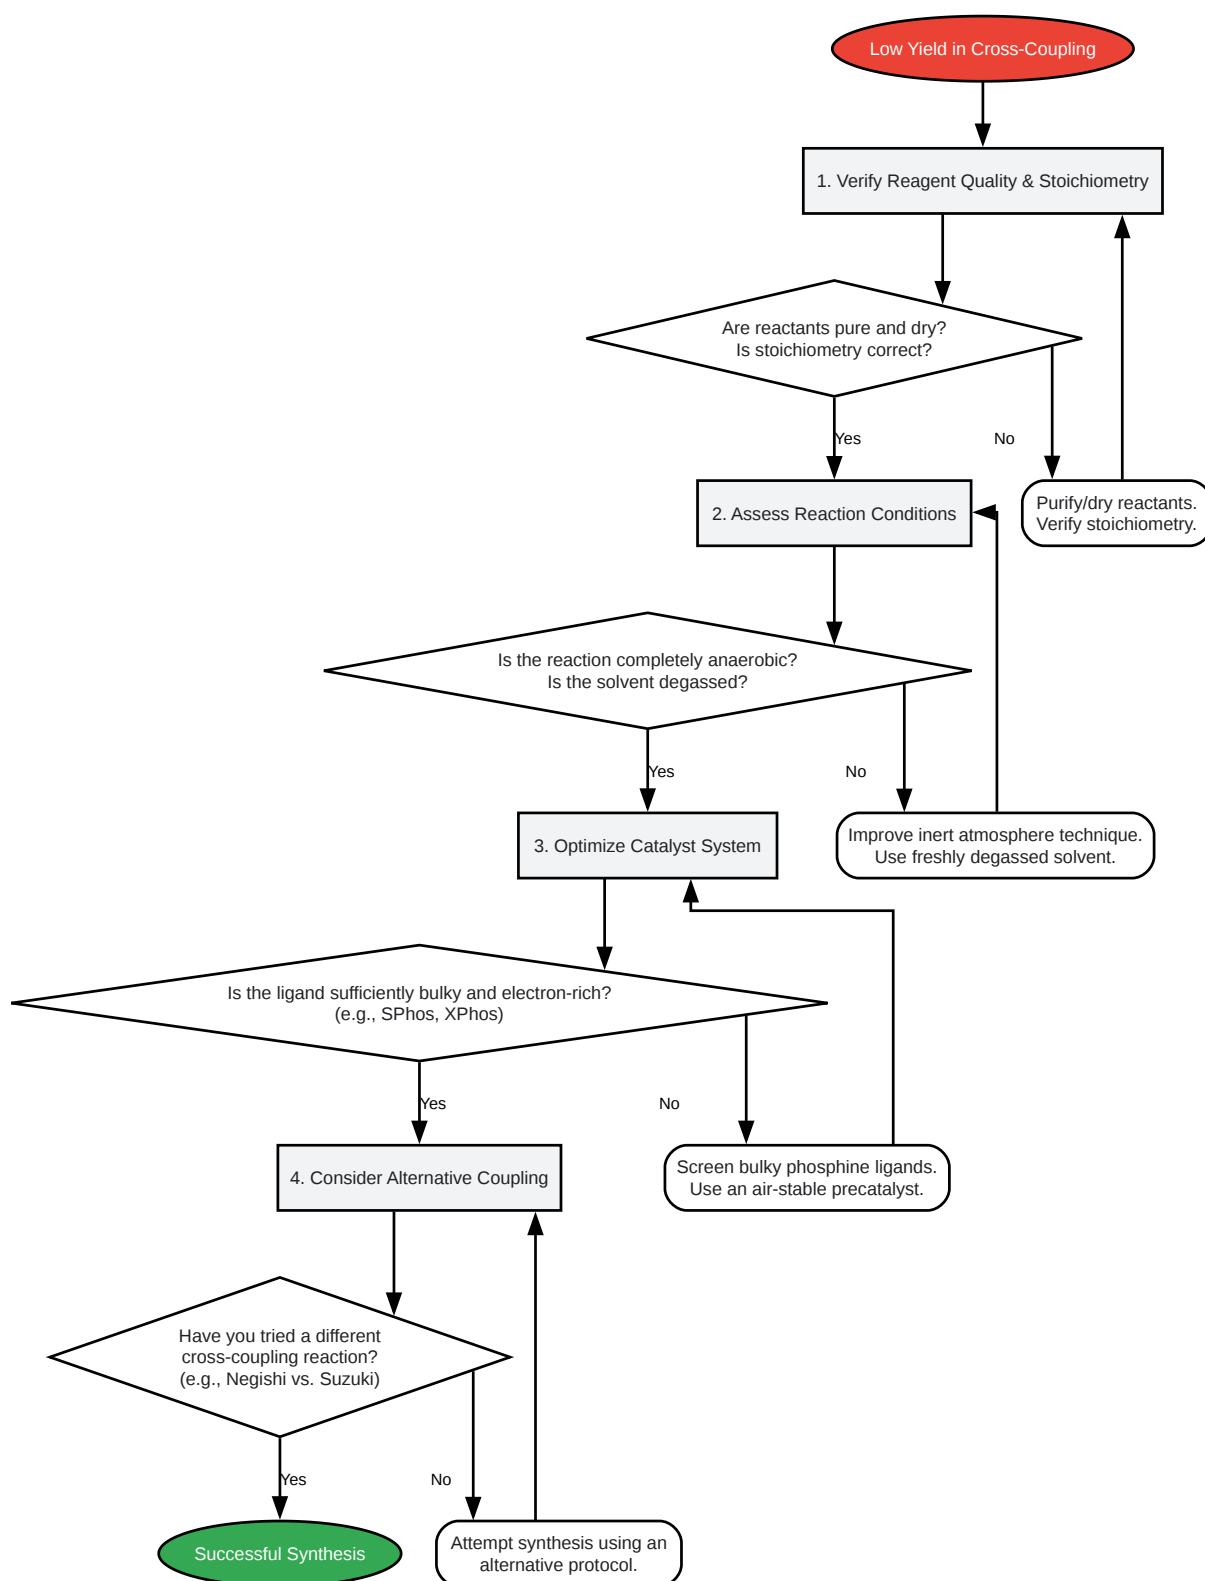 Low Yield in Cross-Coupling
1. Verify Reagent Quality & Stoichiometry
Are reactants pure and dry?
Is stoichiometry correct?
Yes
No
2. Assess Reaction Conditions
Purify/dry reactants.
Verify stoichiometry.
Is the reaction completely anaerobic?
Is the solvent degassed?
Yes
No
3. Optimize Catalyst System
Improve inert atmosphere technique.
Use freshly degassed solvent.
Is the ligand sufficiently bulky and electron-rich?
(e.g., SPhos, XPhos)
Yes
No
4. Consider Alternative Coupling
Screen bulky phosphine ligands.
Use an air-stable precatalyst.
Have you tried a different
cross-coupling reaction?
(e.g., Negishi vs. Suzuki)
Yes
No
Successful Synthesis
Attempt synthesis using an
alternative protocol.